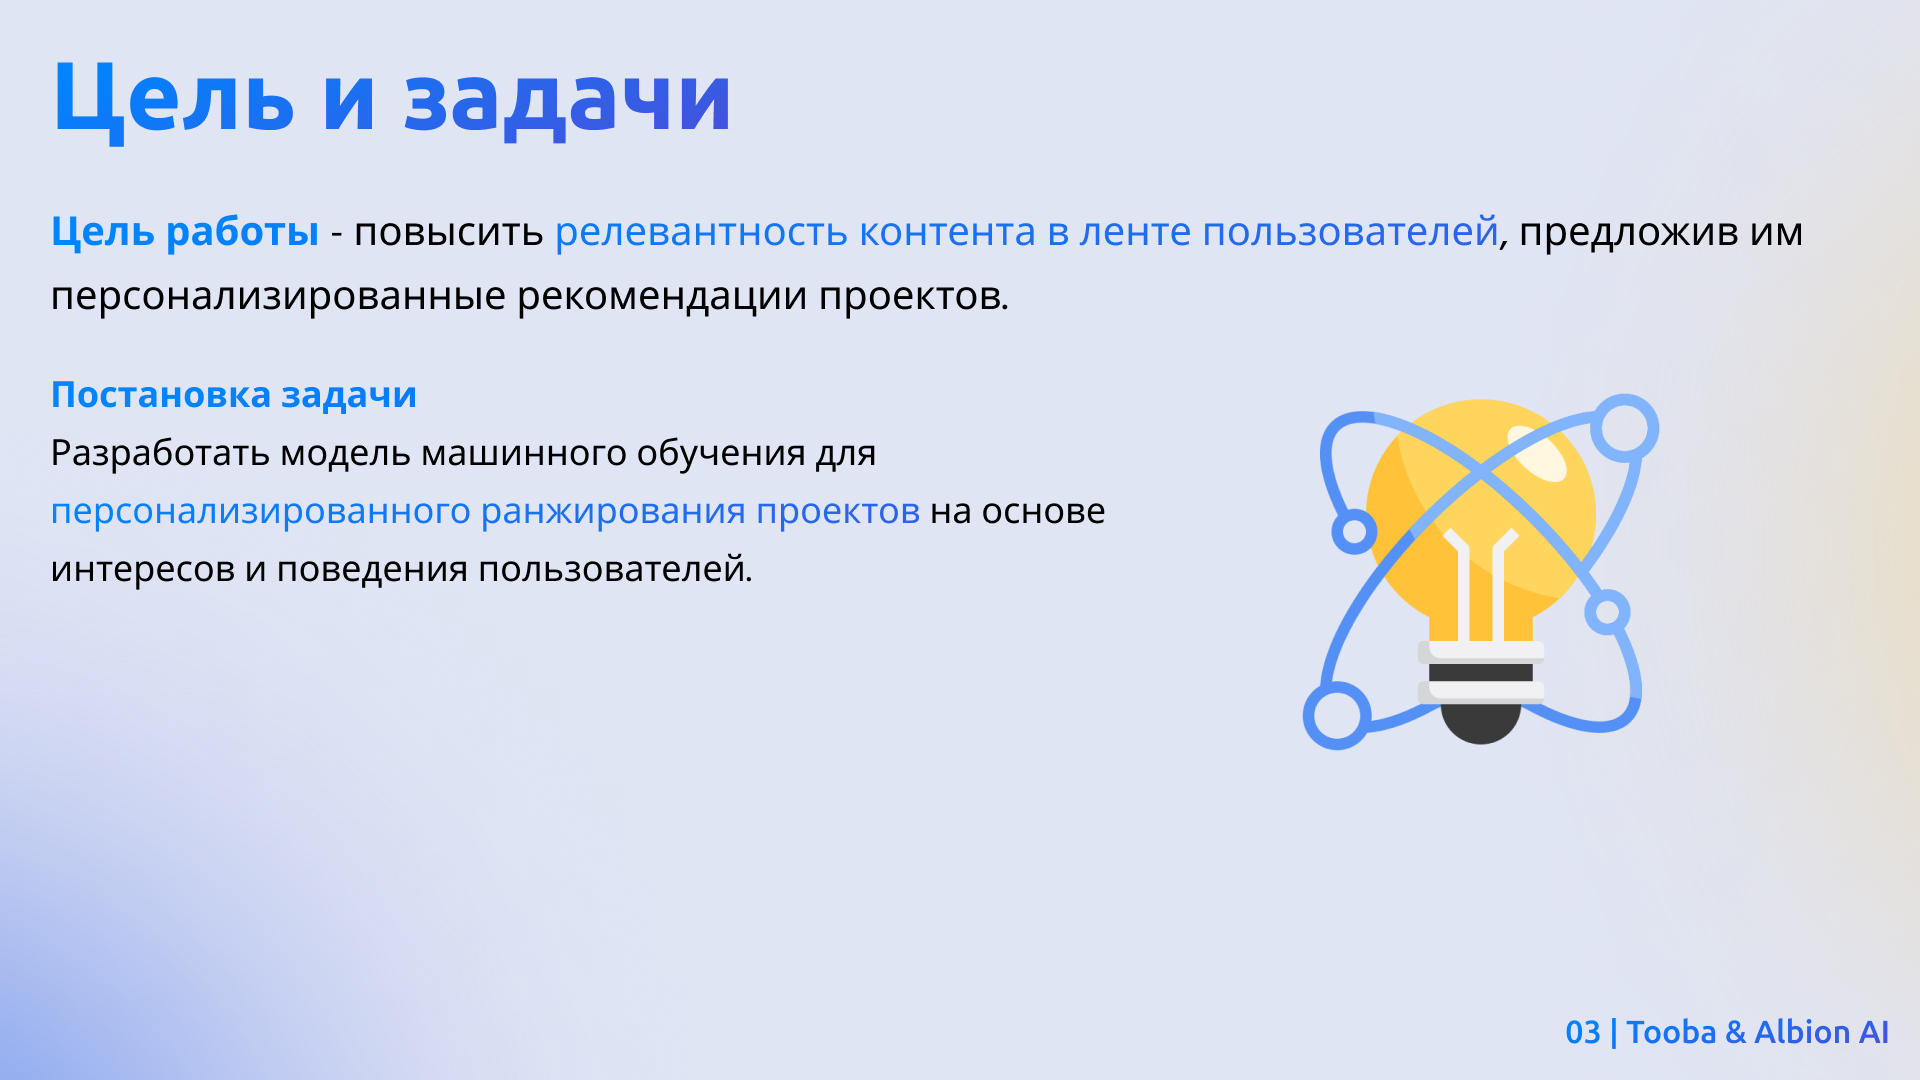 Цель и задачи
Цель работы - повысить релевантность контента в ленте пользователей, предложив им
персонализированные рекомендации проектов.
Постановка задачи
Разработать модель машинного обучения для
персонализированного ранжирования проектов на основе
интересов и поведения пользователей.
03 | Tooba & Albion AI